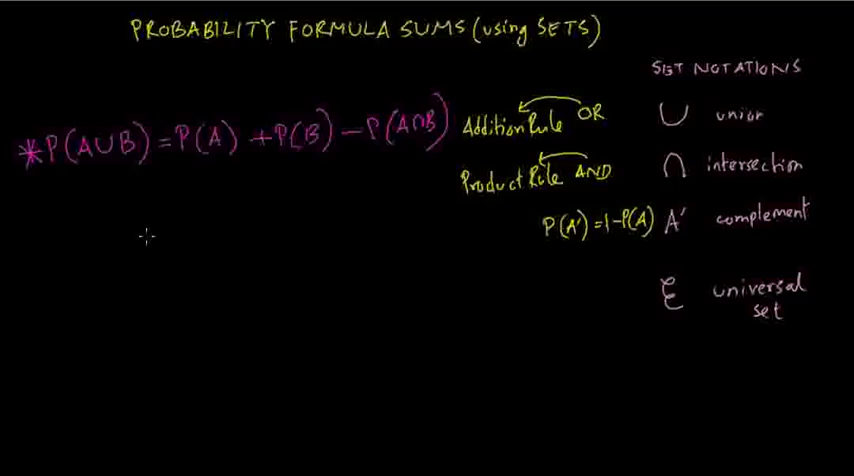 PROBABILITY FORMULA SUMS (using SETS)
SET NOTATIONS
*P(A∪B) = P(A) + P(B) - P(A∩B)
Addition Rule OR
∪ union
Product Rule AND
∩ intersection
P(A') = 1-P(A)
A' complement
ξ universal
set